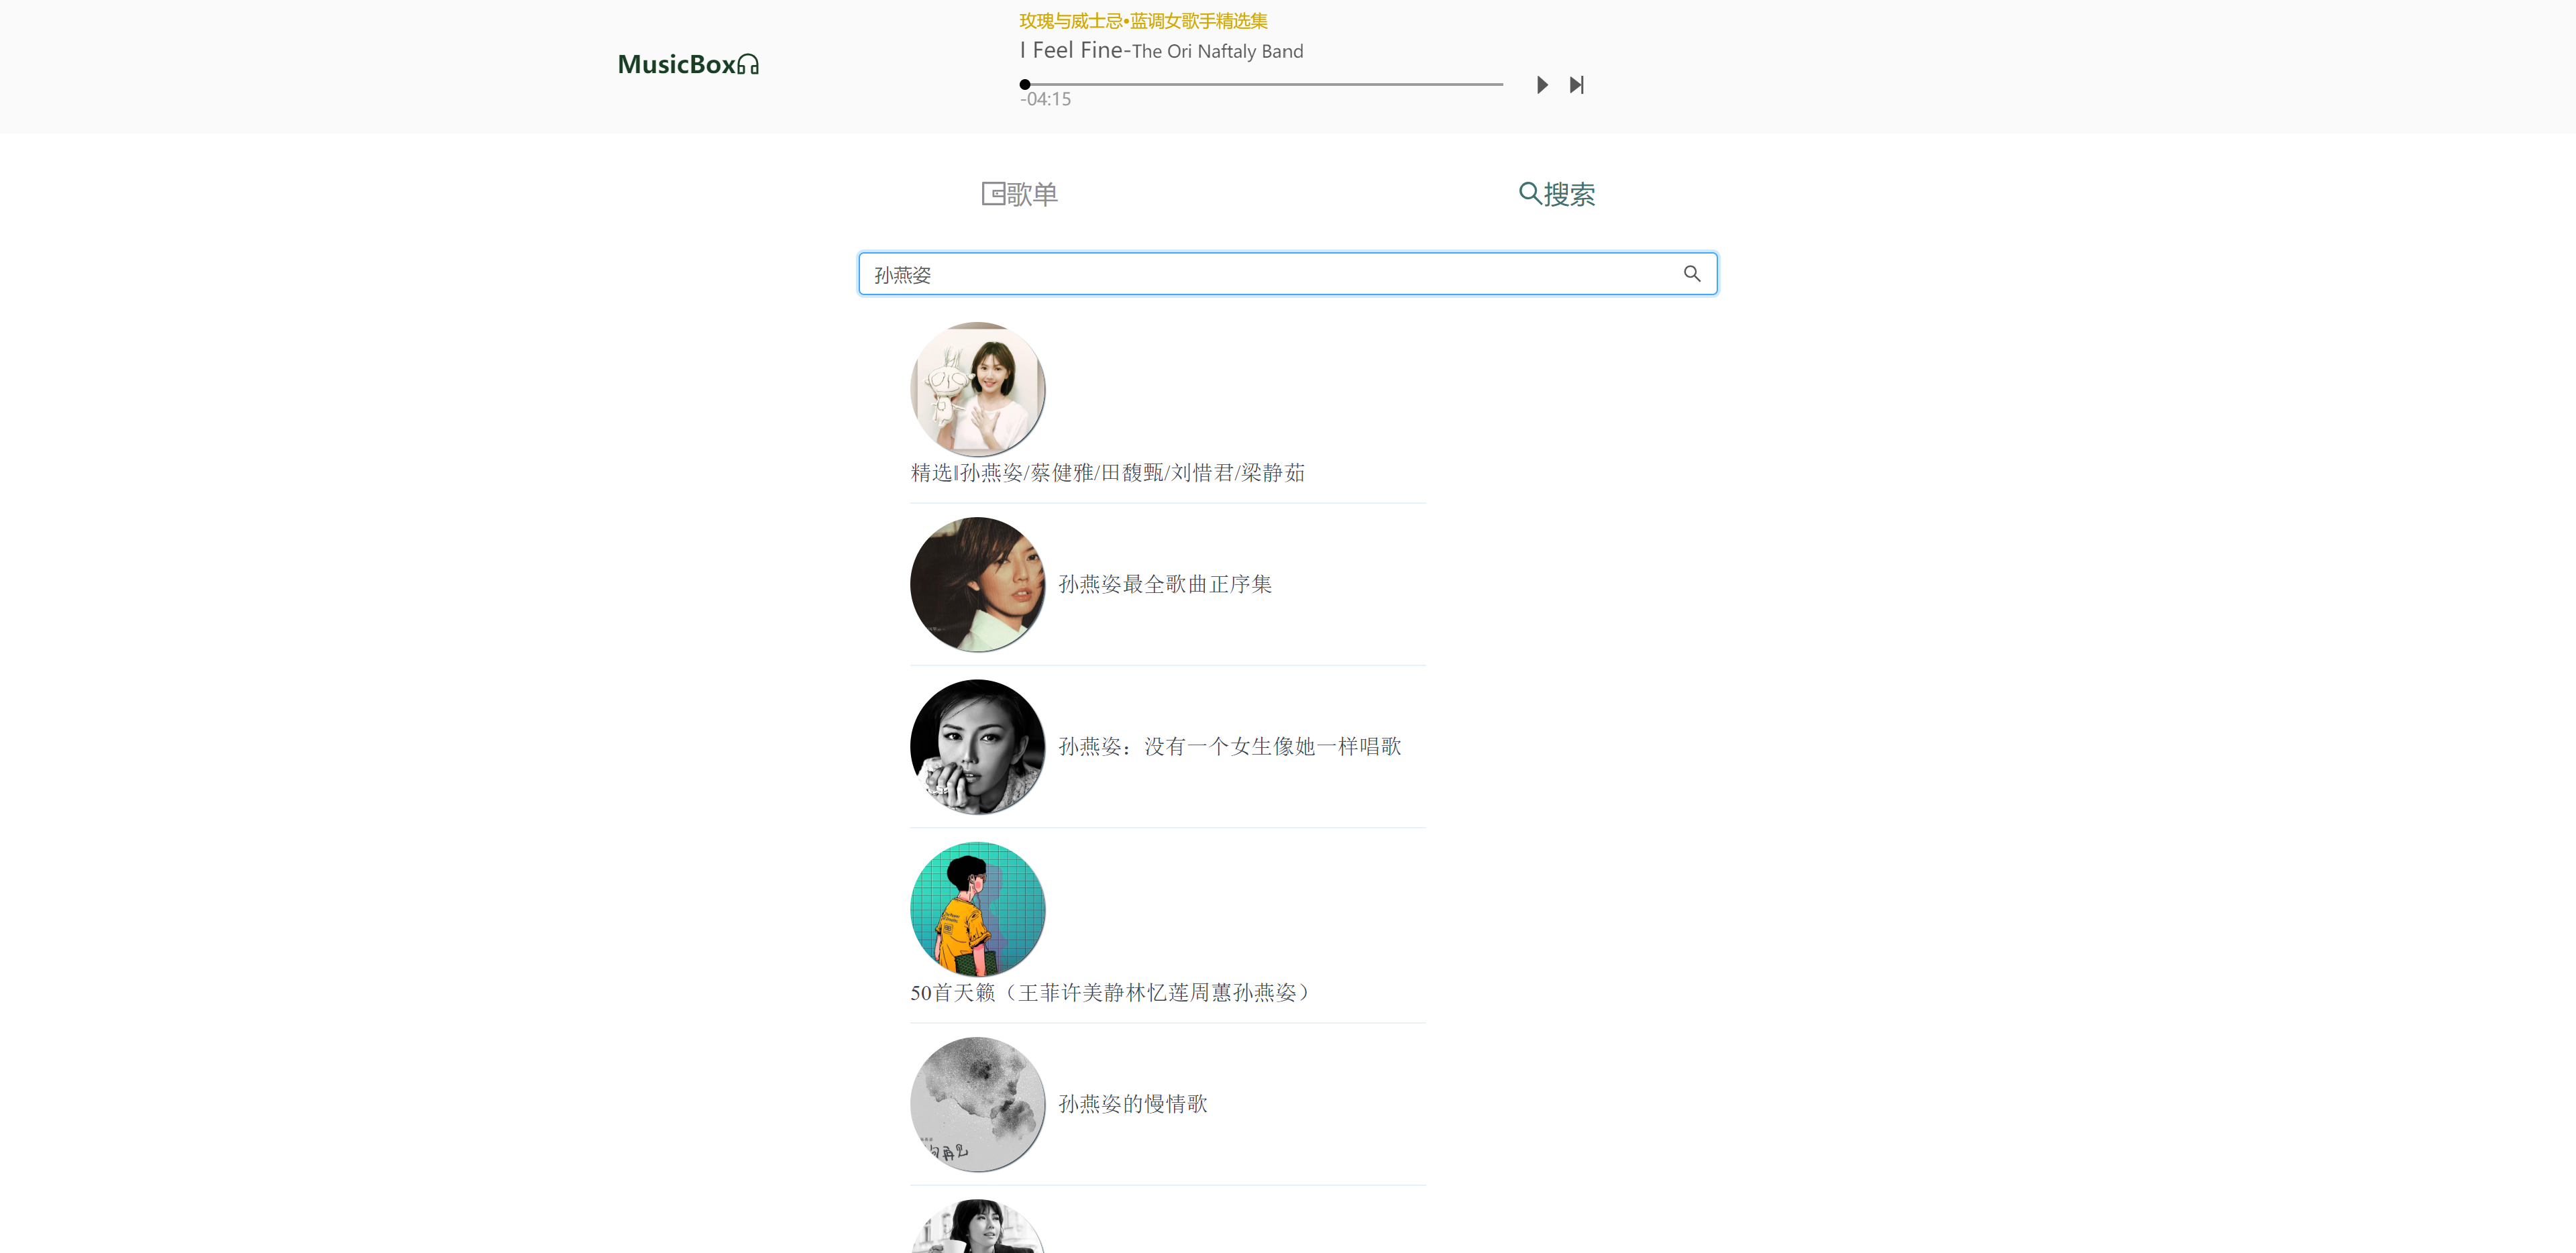 玫瑰与威士忌•蓝调女歌手精选集
MusicBox
I Feel Fine-The Ori Naftaly Band
-04:15
歌单
搜索
孙燕姿
精选‖孙燕姿/蔡健雅/田馥甄/刘惜君/梁静茹
孙燕姿最全歌曲正序集
孙燕姿：没有一个女生像她一样唱歌
50首天籁（王菲许美静林忆莲周蕙孙燕姿）
孙燕姿的慢情歌
再见